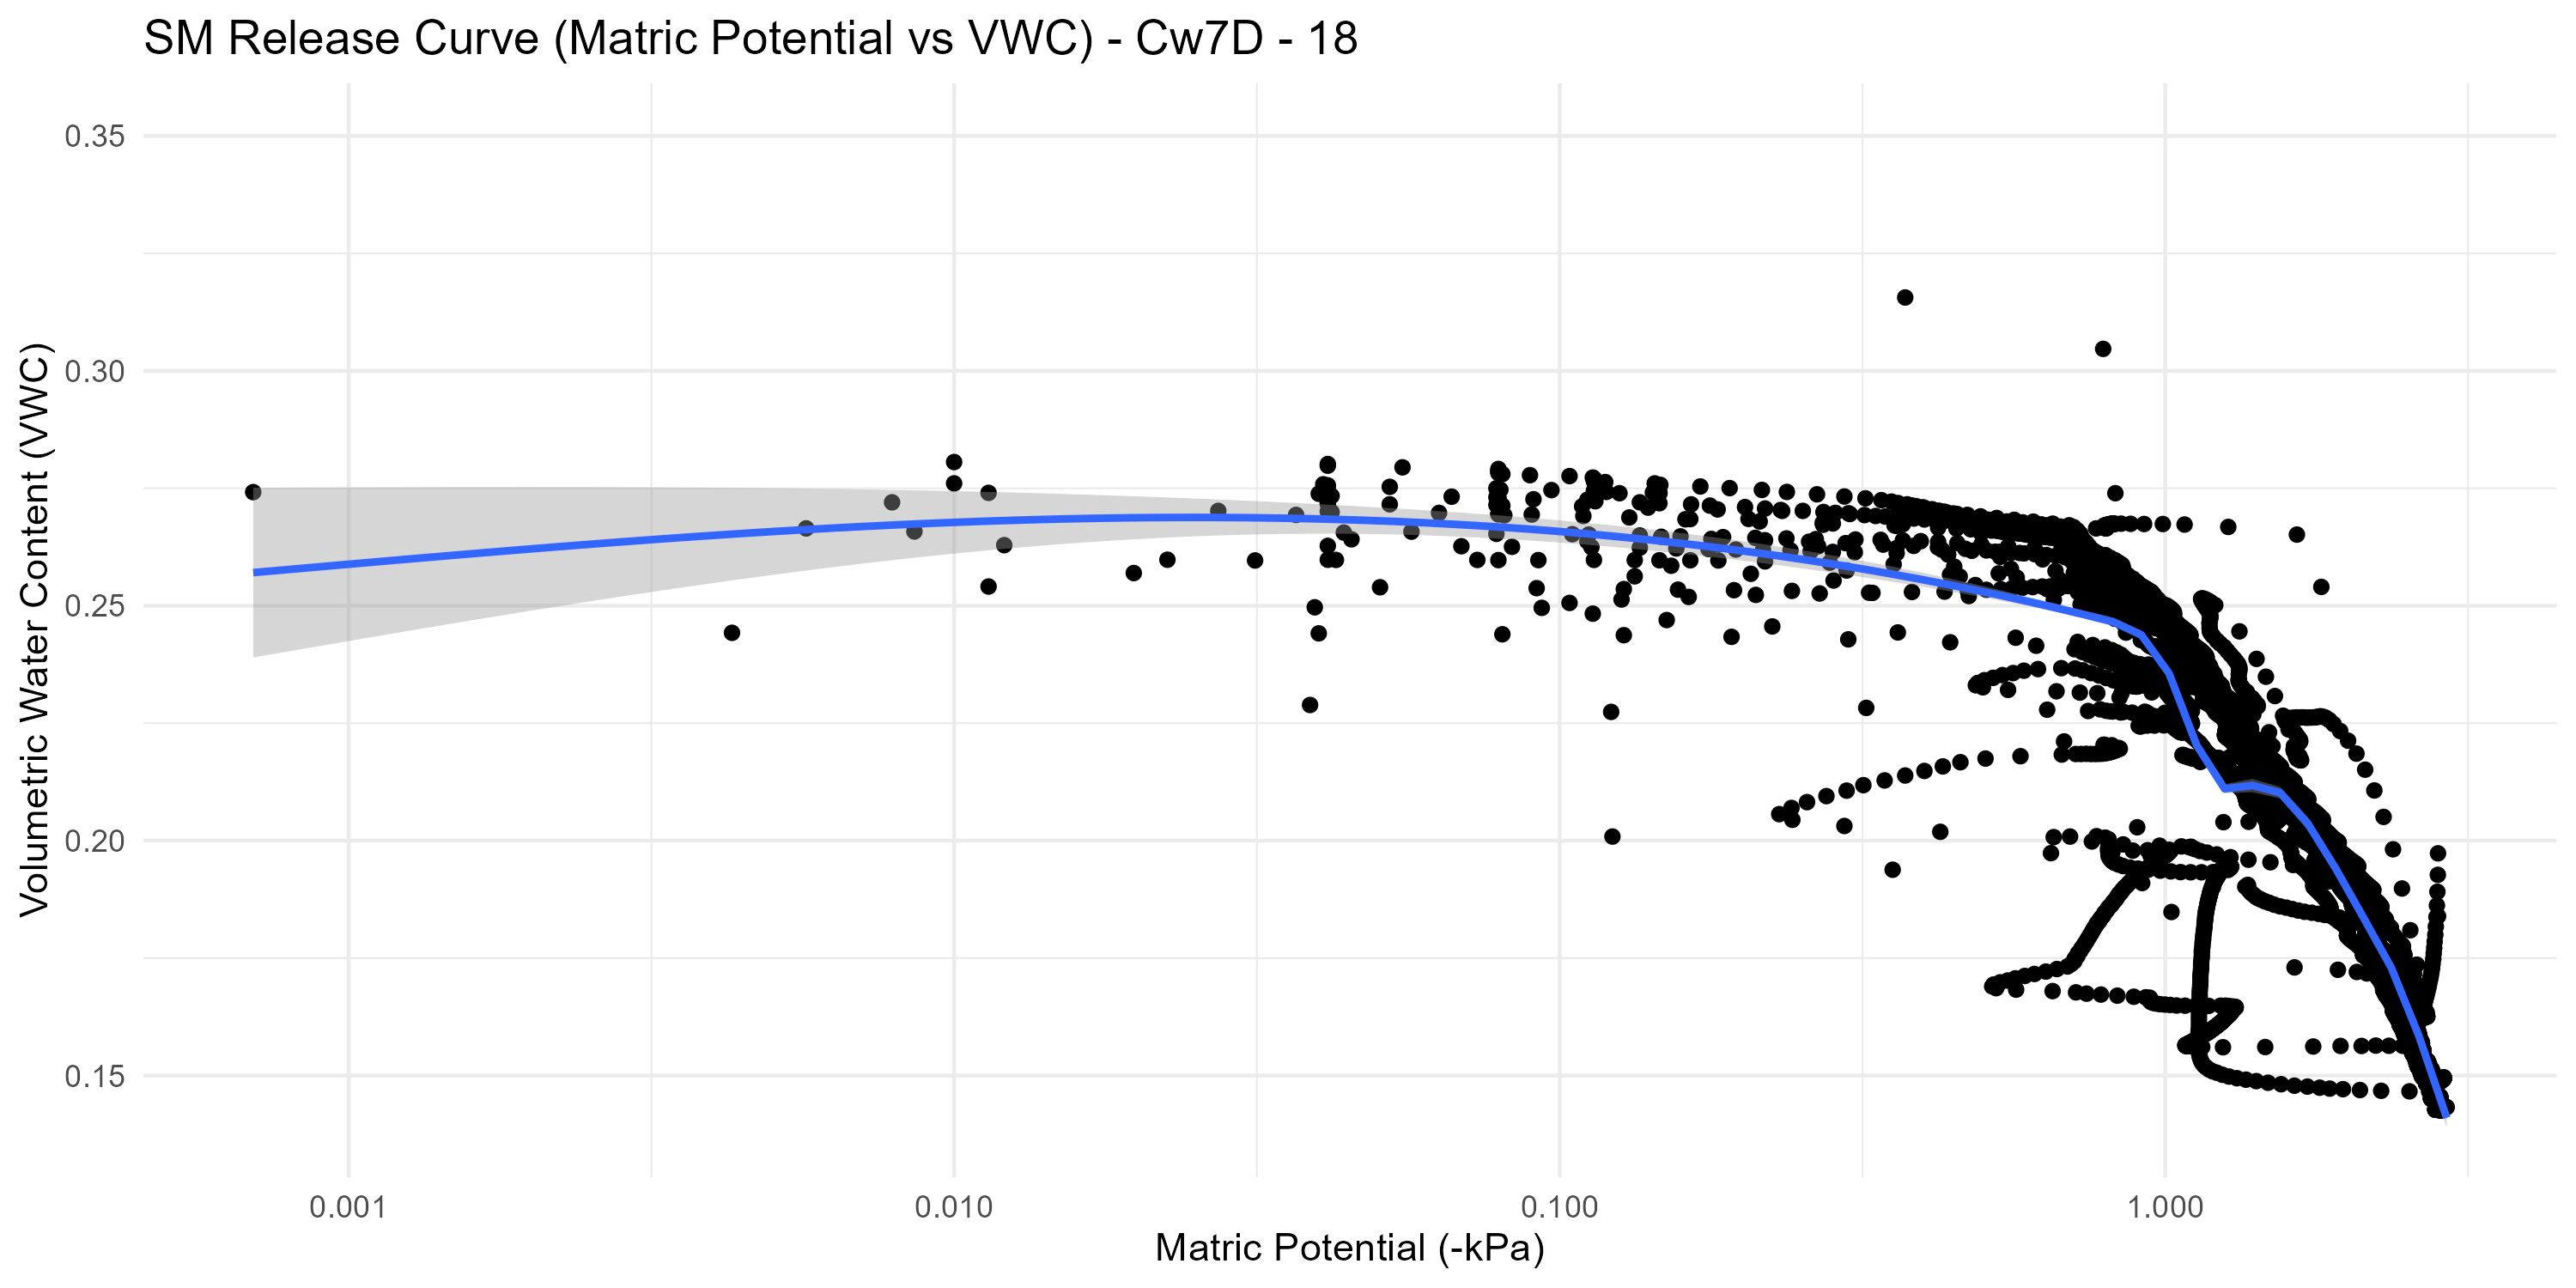 SM Release Curve (Matric Potential vs VWC) - Cw7D - 18
Volumetric Water Content (VWC)
0.35
0.30
0.25
0.20
0.15
0.001 0.010 0.100 1.000
Matric Potential (-kPa)